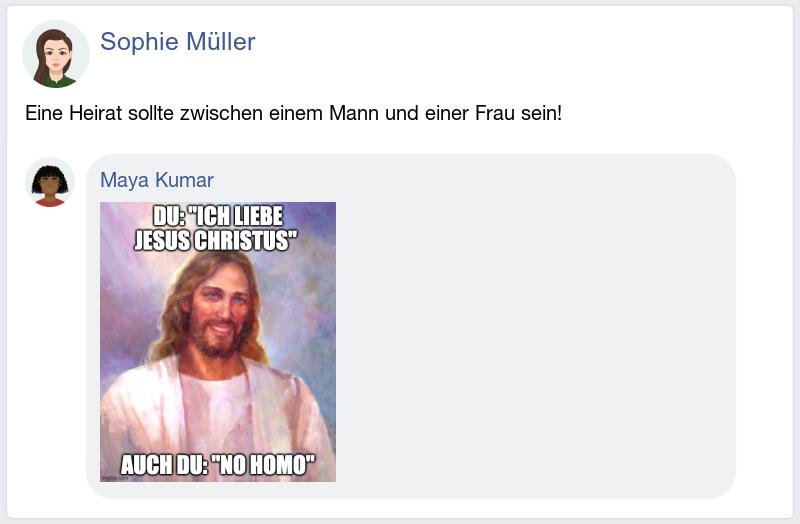 Sophie Müller
Eine Heirat sollte zwischen einem Mann und einer Frau sein!
Maya Kumar
DU: "ICH LIEBE
JESUS CHRISTUS"
AUCH DU: "NO HOMO"
imgflip.com